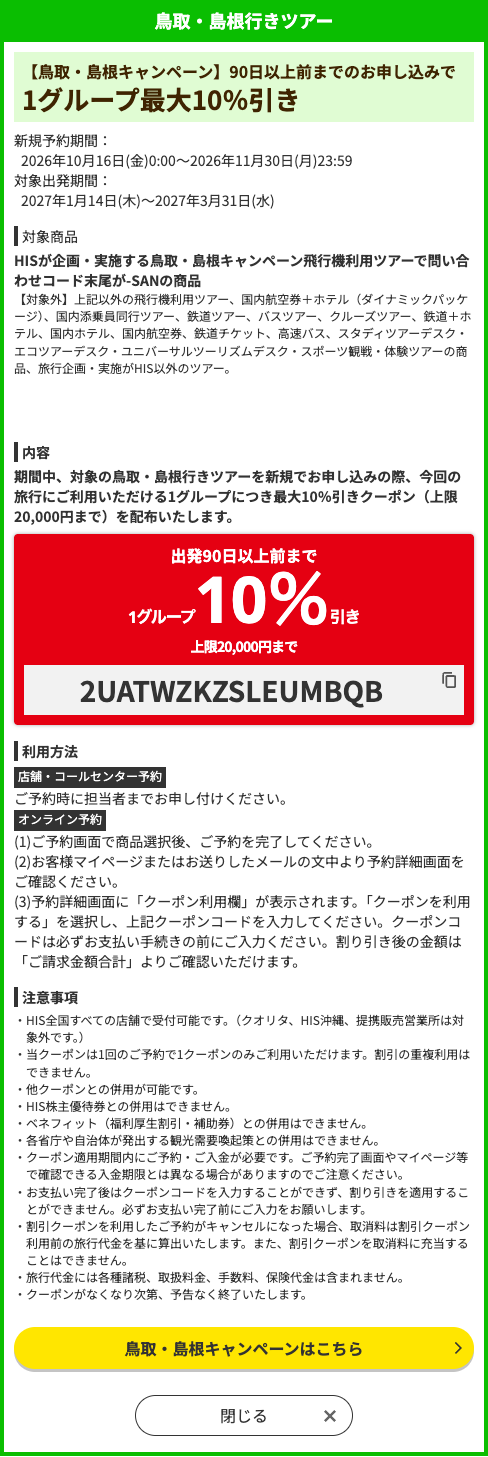 鳥取・島根行きツアー
【鳥取・島根キャンペーン】90日以上前までのお申し込みで
1グループ最大10%引き
新規予約期間：
2026年10月16日(金)0:00〜2026年11月30日(月)23:59
対象出発期間：
2027年1月14日(木)〜2027年3月31日(水)
対象商品
HISが企画・実施する鳥取・島根キャンペーン飛行機利用ツアーで問い合
わせコード末尾が-SANの商品
【対象外】上記以外の飛行機利用ツアー、国内航空券＋ホテル（ダイナミックパッケ
ージ）、国内添乗員同行ツアー、鉄道ツアー、バスツアー、クルーズツアー、鉄道＋ホ
テル、国内ホテル、国内航空券、鉄道チケット、高速バス、スタディツアーデスク・
エコツアーデスク・ユニバーサルツーリズムデスク・スポーツ観戦・体験ツアーの商
品、旅行企画・実施がHIS以外のツアー。
内容
期間中、対象の鳥取・島根行きツアーを新規でお申し込みの際、今回の
旅行にご利用いただける1グループにつき最大10%引きクーポン（上限
20,000円まで）を配布いたします。
出発90日以上前まで
1グループ10%引き
上限20,000円まで
2UATWZKZSLEUMBQB
利用方法
店舗・コールセンター予約
ご予約時に担当者までお申し付けください。
オンライン予約
(1)ご予約画面で商品選択後、ご予約を完了してください。
(2)お客様マイページまたはお送りしたメールの文中より予約詳細画面を
ご確認ください。
(3)予約詳細画面に「クーポン利用欄」が表示されます。「クーポンを利用
する」を選択し、上記クーポンコードを入力してください。クーポンコ
ードは必ずお支払い手続きの前にご入力ください。割り引き後の金額は
「ご請求金額合計」よりご確認いただけます。
注意事項
・HIS全国すべての店舗で受付可能です。（クオリタ、HIS沖縄、提携販売営業所は対
象外です。）
・当クーポンは1回のご予約で1クーポンのみご利用いただけます。割引の重複利用は
できません。
・他クーポンとの併用が可能です。
・HIS株主優待券との併用はできません。
・ベネフィット（福利厚生割引・補助券）との併用はできません。
・各省庁や自治体が発出する観光需要喚起策との併用はできません。
・クーポン適用期間内にご予約・ご入金が必要です。ご予約完了画面やマイページ等
で確認できる入金期限とは異なる場合がありますのでご注意ください。
・お支払い完了後はクーポンコードを入力することができず、割り引きを適用するこ
とができません。必ずお支払い完了前にご入力をお願いします。
・割引クーポンを利用したご予約がキャンセルになった場合、取消料は割引クーポン
利用前の旅行代金を基に算出いたします。また、割引クーポンを取消料に充当する
ことはできません。
・旅行代金には各種諸税、取扱料金、手数料、保険代金は含まれません。
・クーポンがなくなり次第、予告なく終了いたします。
鳥取・島根キャンペーンはこちら
閉じる